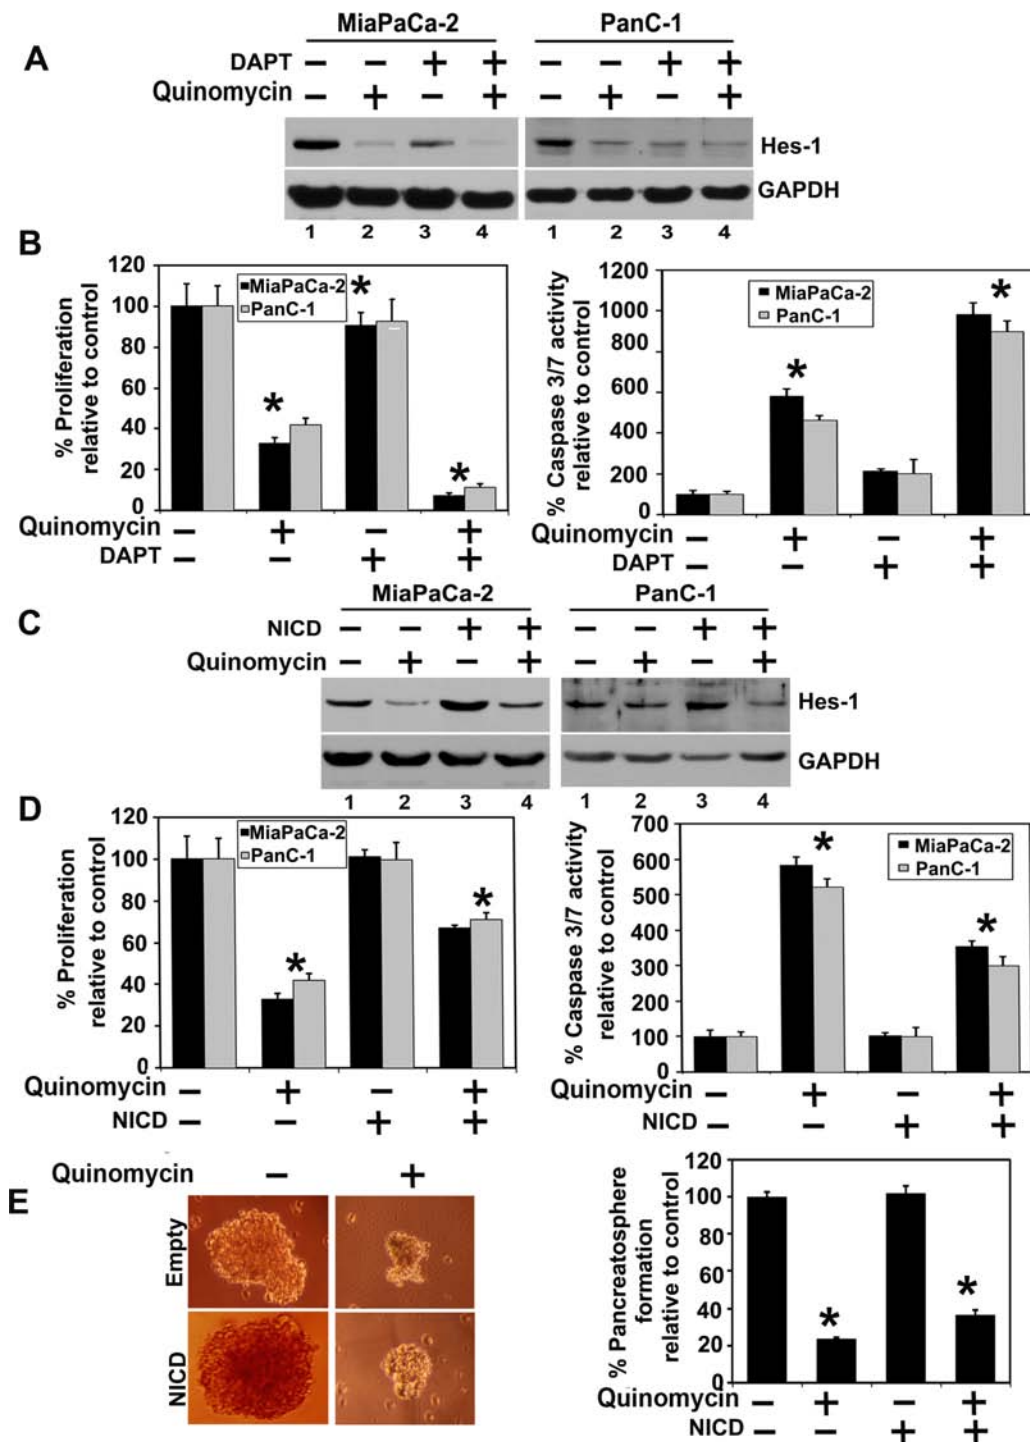 A
MiaPaCa-2 PanC-1
DAPT − − + + − − + +
Quinomycin − + − + − + − +
Hes-1
GAPDH
1 2 3 4 1 2 3 4
B
% Proliferation
relative to control
120
100
80
60
40
20
0
MiaPaCa-2
PanC-1
* * *
Quinomycin − + − +
DAPT − − + +
% Caspase 3/7 activity
relative to control
1200
1000
800
600
400
200
0
MiaPaCa-2
PanC-1
* *
Quinomycin − + − +
DAPT − − + +
C
MiaPaCa-2 PanC-1
NICD − − + + − − + +
Quinomycin − + − + − + − +
Hes-1
GAPDH
1 2 3 4 1 2 3 4
D
% Proliferation
relative to control
120
100
80
60
40
20
0
MiaPaCa-2
PanC-1
* *
Quinomycin − + − +
NICD − − + +
% Caspase 3/7 activity
relative to control
700
600
500
400
300
200
100
0
MiaPaCa-2
PanC-1
* *
Quinomycin − + − +
NICD − − + +
E
Quinomycin − +
Empty
NICD
% Pancreatosphere
formation
relative to control
120
100
80
60
40
20
0
* *
Quinomycin − + − +
NICD − − + +